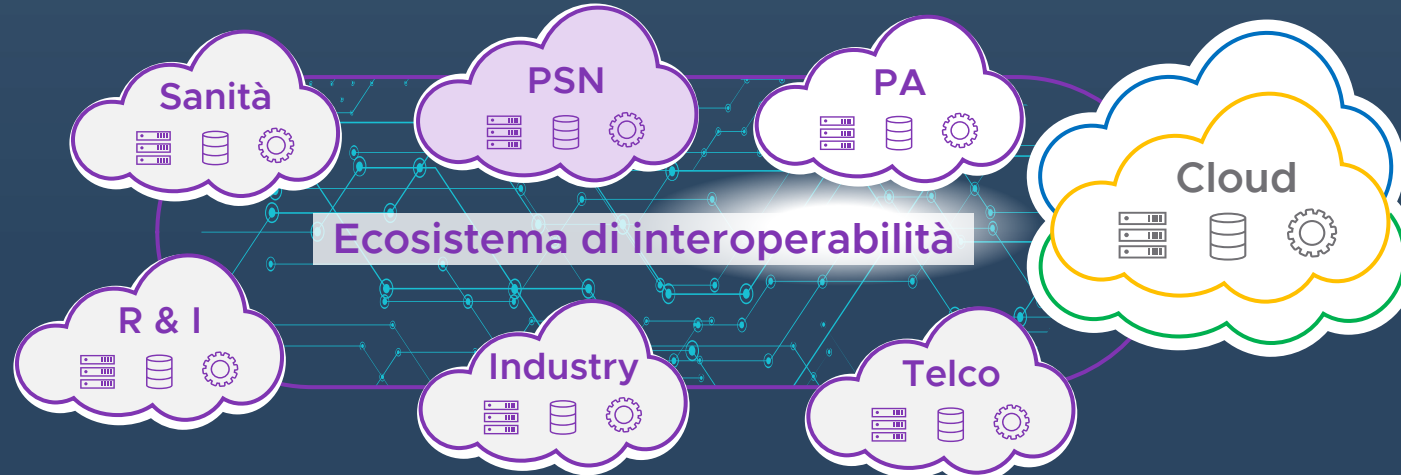 Sanità
PSN
PA
Cloud
Ecosistema di interoperabilità
R & I
Industry
Telco